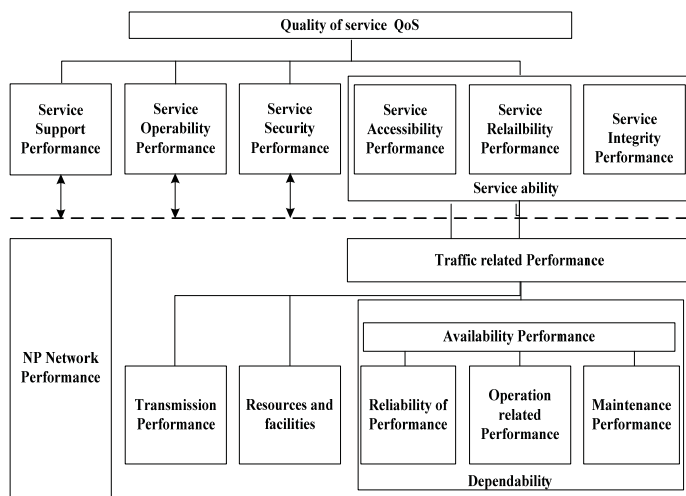 Quality of service QoS
Service
Support
Performance
Service
Operability
Performance
Service
Security
Performance
Service
Accessibility
Performance
Service
Relailbility
Performance
Service
Integrity
Performance
Service ability
Traffic related Performance
NP Network
Performance
Availability Performance
Transmission
Performance
Resources and
facilities
Reliability of
Performance
Operation
related
Performance
Maintenance
Performance
Dependability